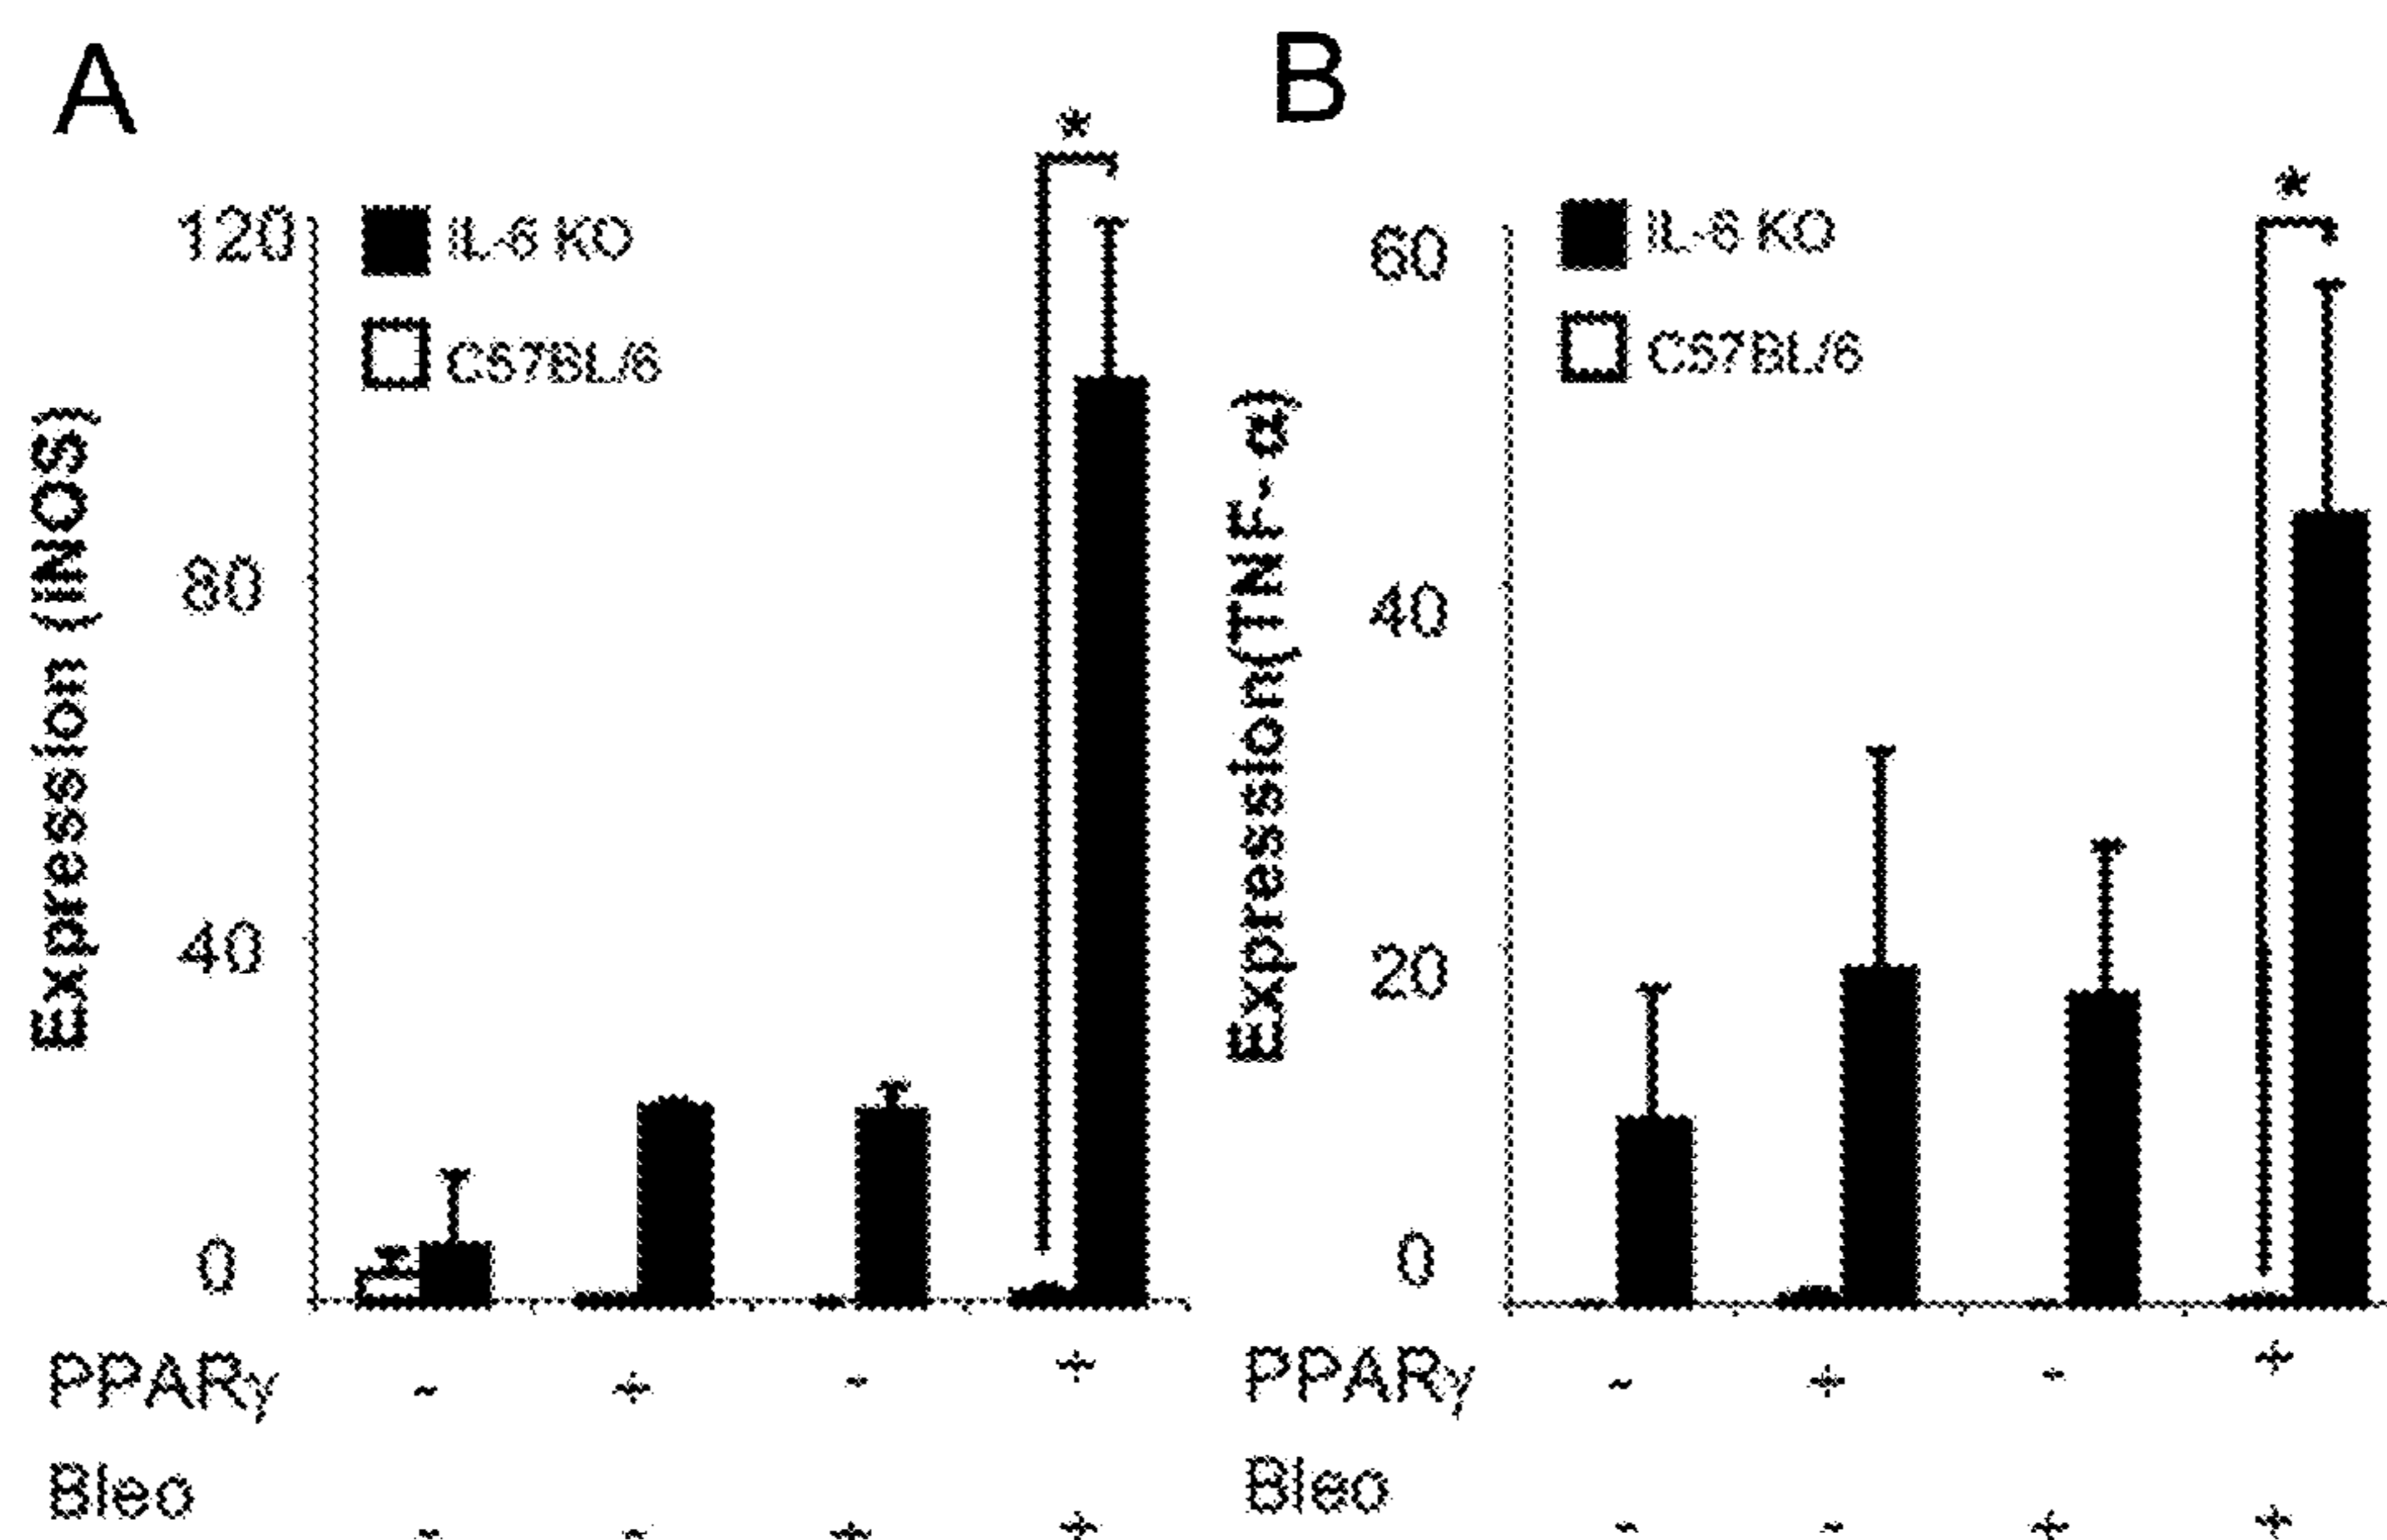 A
*
120
IL-6 KO
C57BL/6
80
40
0
Expression (iNOS)
PPARγ - + - +
Bleo - - + +
B
*
60
IL-6 KO
C57BL/6
40
20
0
Expression(TNF-α)
PPARγ - + - +
Bleo - - + +